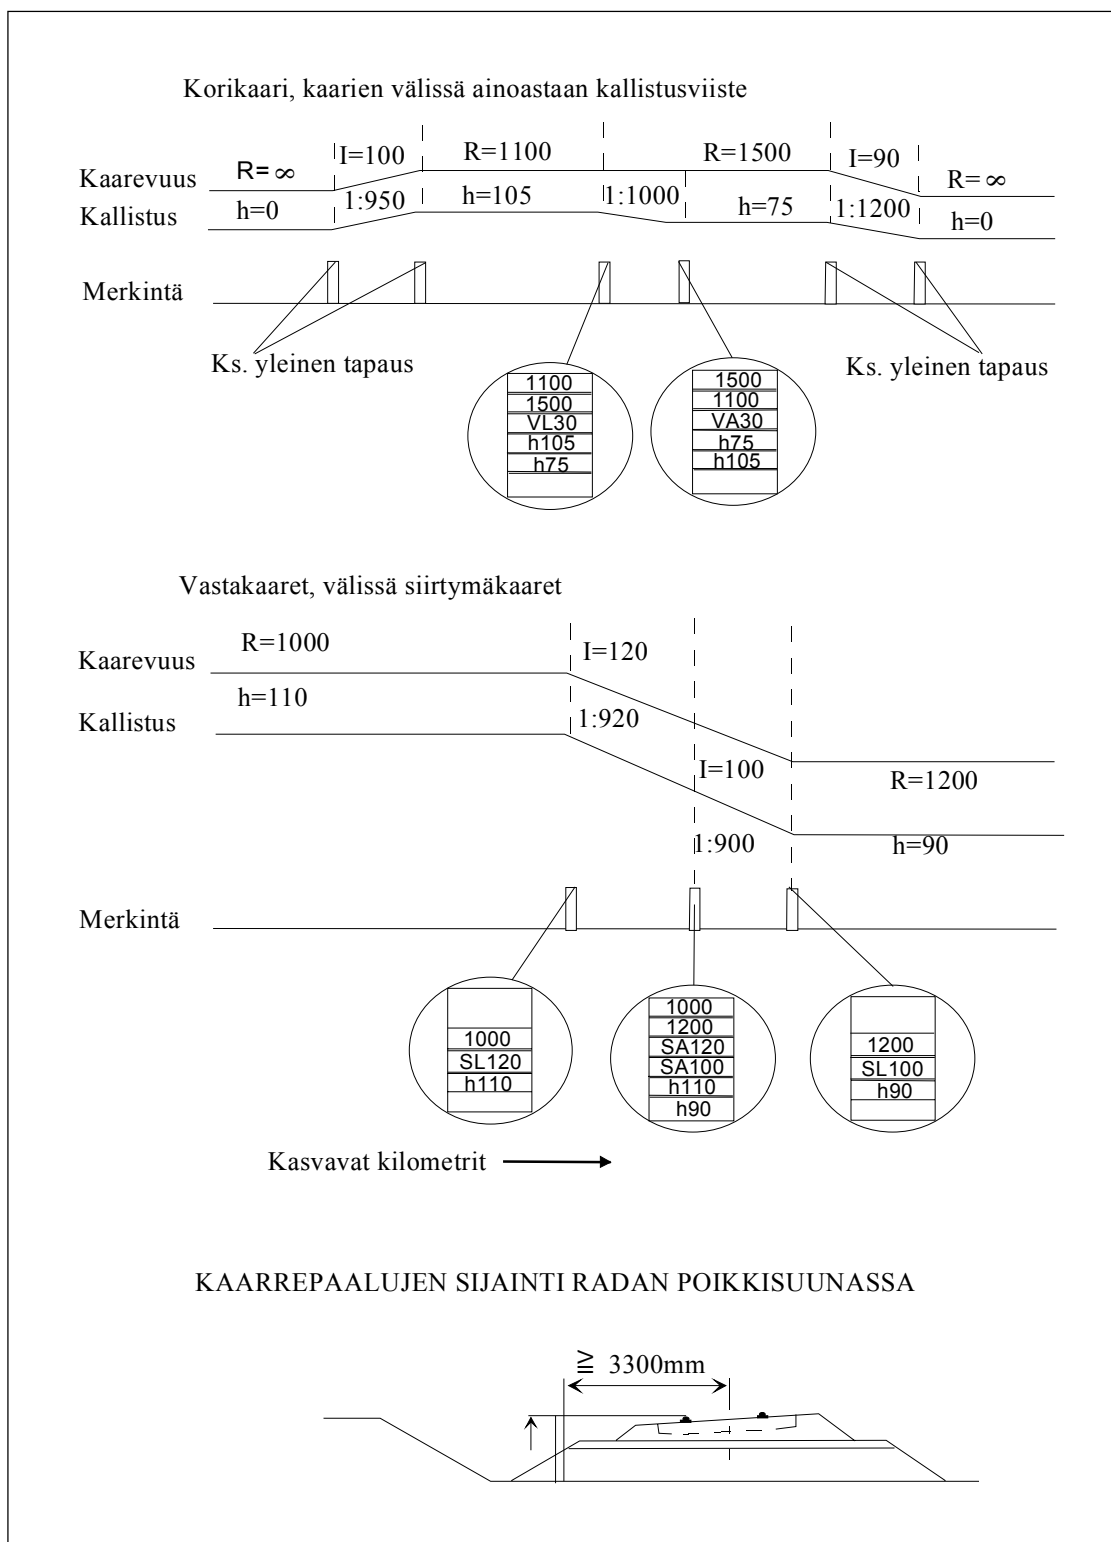 Korikaari, kaarien välissä ainoastaan kallistusviiste
Kaarevuus R=∞ I=100 R=1100 R=1500 I=90 R=∞
Kallistus h=0 1:950 h=105 1:1000 h=75 1:1200 h=0
Merkintä
Ks. yleinen tapaus
Ks. yleinen tapaus
1100
1500
VL30
h105
h75
1500
1100
VA30
h75
h105
Vastakaaret, välissä siirtymäkaaret
Kaarevuus R=1000 I=120
Kallistus h=110 1:920
I=100 R=1200
1:900 h=90
Merkintä
1000
SL120
h110
1000
1200
SA120
SA100
h110
h90
1200
SL100
h90
Kasvavat kilometrit
KAARREPAALUJEN SIJAINTI RADAN POIKKISUUNASSA
≧ 3300mm